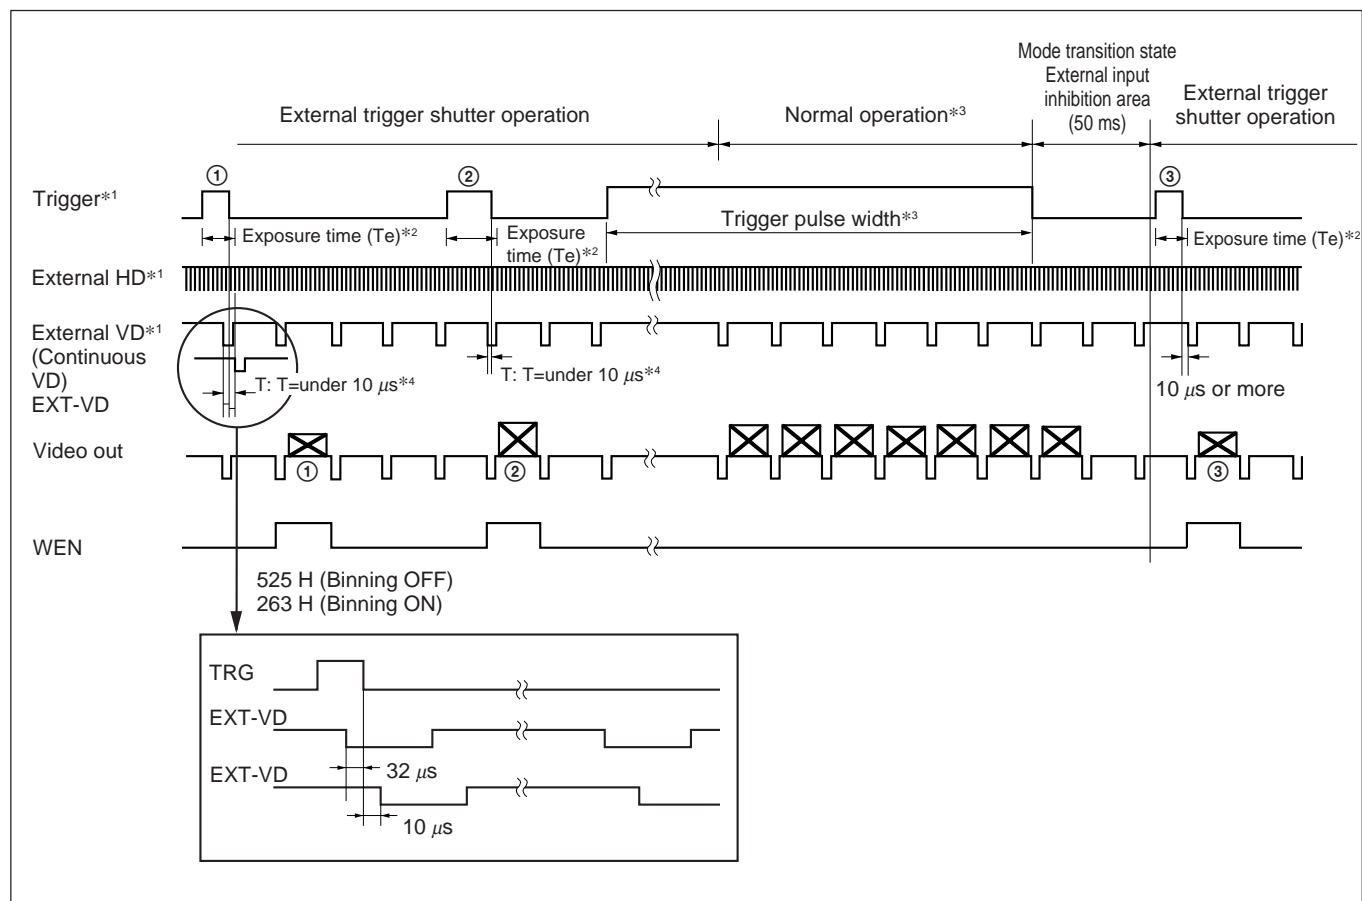 Mode transition state
External input
inhibition area
(50 ms)
External trigger shutter operation
Normal operation*3
External trigger
shutter operation
①
②
③
Trigger*1
Exposure time (Te)*2
Exposure
time (Te)*2
Trigger pulse width*3
Exposure time (Te)*2
External HD*1
External VD*1
(Continuous
VD)
EXT-VD
T: T=under 10 μs*4
T: T=under 10 μs*4
10 μs or more
Video out
①
②
③
WEN
525 H (Binning OFF)
263 H (Binning ON)
TRG
EXT-VD
32 μs
EXT-VD
10 μs